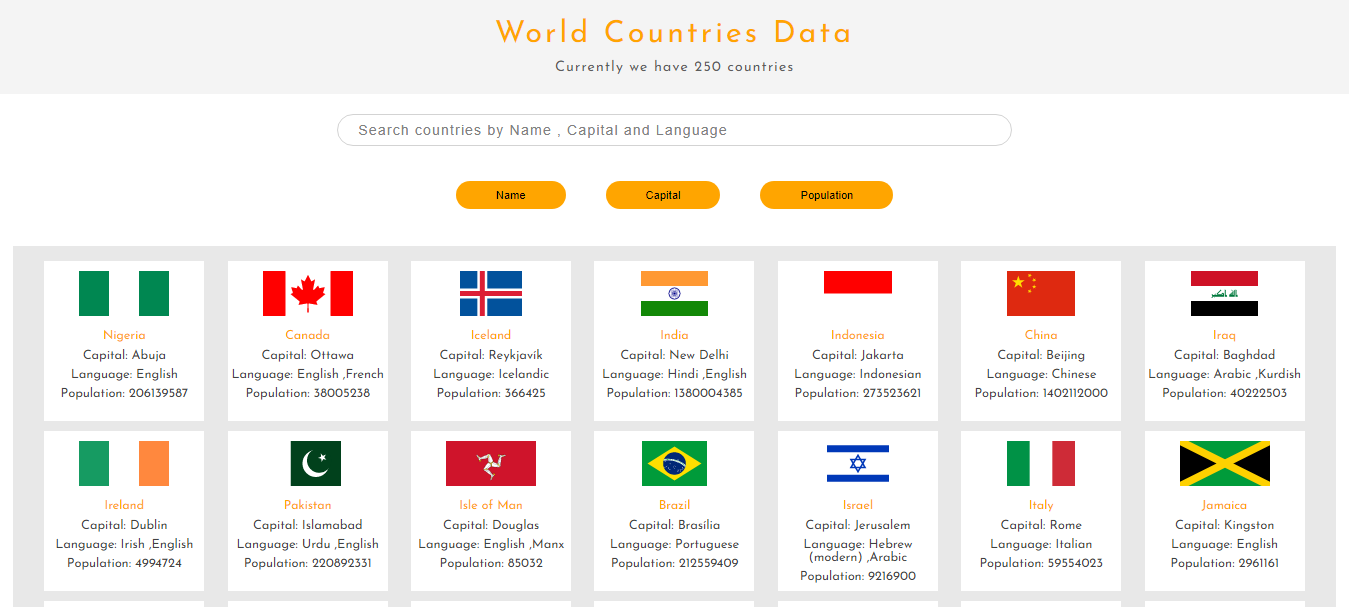 World Countries Data
Currently we have 250 countries
Search countries by Name , Capital and Language
Name
Capital
Population
Nigeria
Capital: Abuja
Language: English
Population: 206139587
Canada
Capital: Ottawa
Language: English ,French
Population: 38005238
Iceland
Capital: Reykjavík
Language: Icelandic
Population: 366425
India
Capital: New Delhi
Language: Hindi ,English
Population: 1380004385
Indonesia
Capital: Jakarta
Language: Indonesian
Population: 273523621
China
Capital: Beijing
Language: Chinese
Population: 1402112000
Iraq
Capital: Baghdad
Language: Arabic ,Kurdish
Population: 40222503
Ireland
Capital: Dublin
Language: Irish ,English
Population: 4994724
Pakistan
Capital: Islamabad
Language: Urdu ,English
Population: 220892331
Isle of Man
Capital: Douglas
Language: English ,Manx
Population: 85032
Brazil
Capital: Brasília
Language: Portuguese
Population: 212559409
Israel
Capital: Jerusalem
Language: Hebrew
(modern) ,Arabic
Population: 9216900
Italy
Capital: Rome
Language: Italian
Population: 59554023
Jamaica
Capital: Kingston
Language: English
Population: 2961161